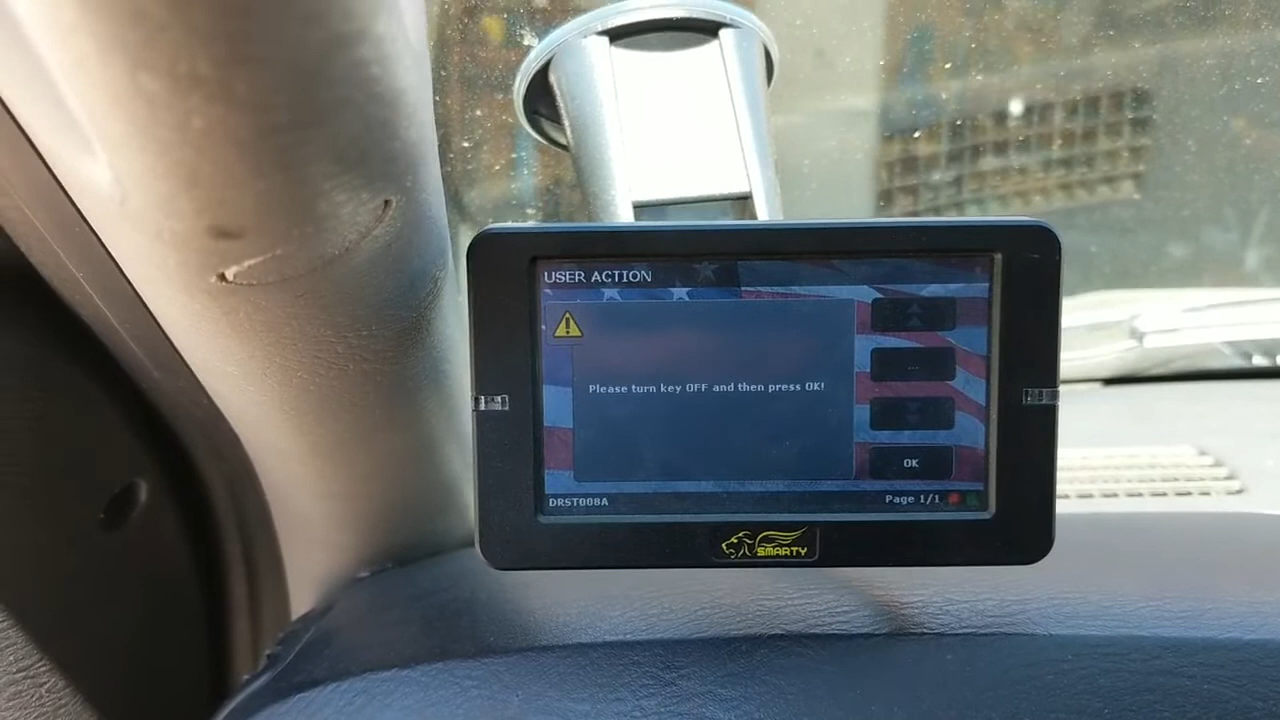 USER ACTION
Please turn key OFF and then press OK!
...
OK
DRST008A
Page 1/1
SMARTY